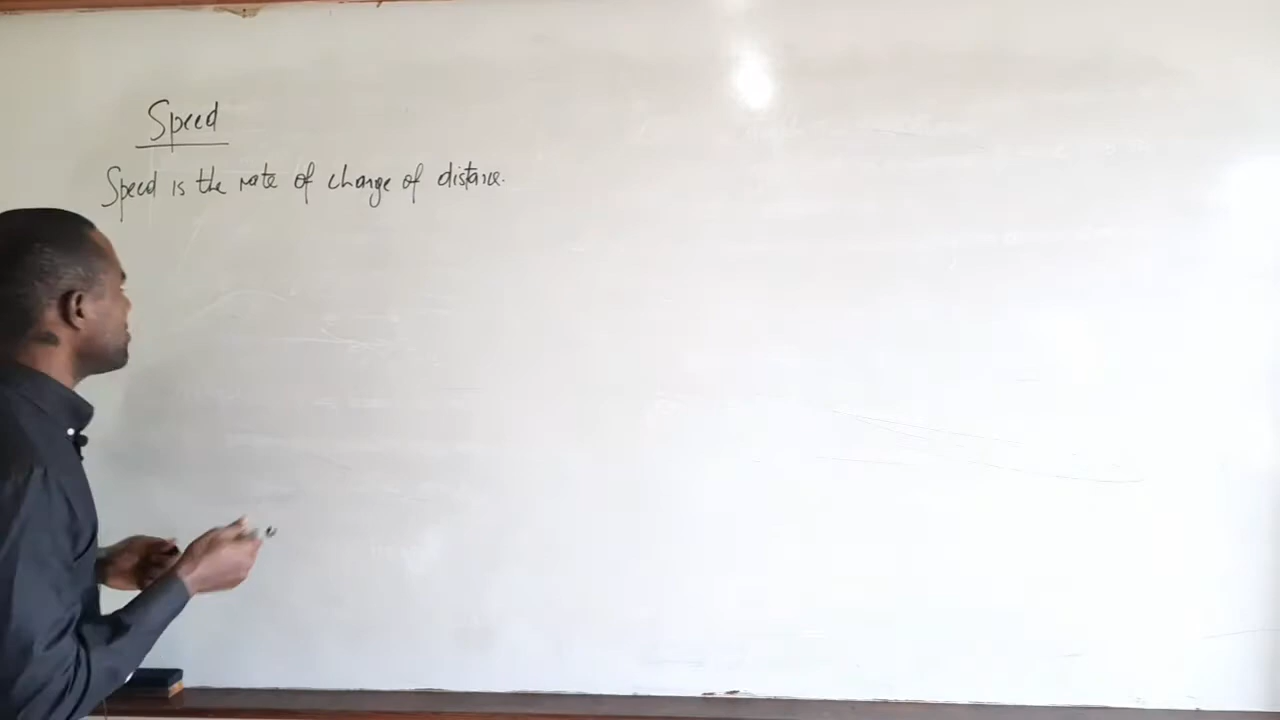 Speed
Speed is the rate of change of distance.